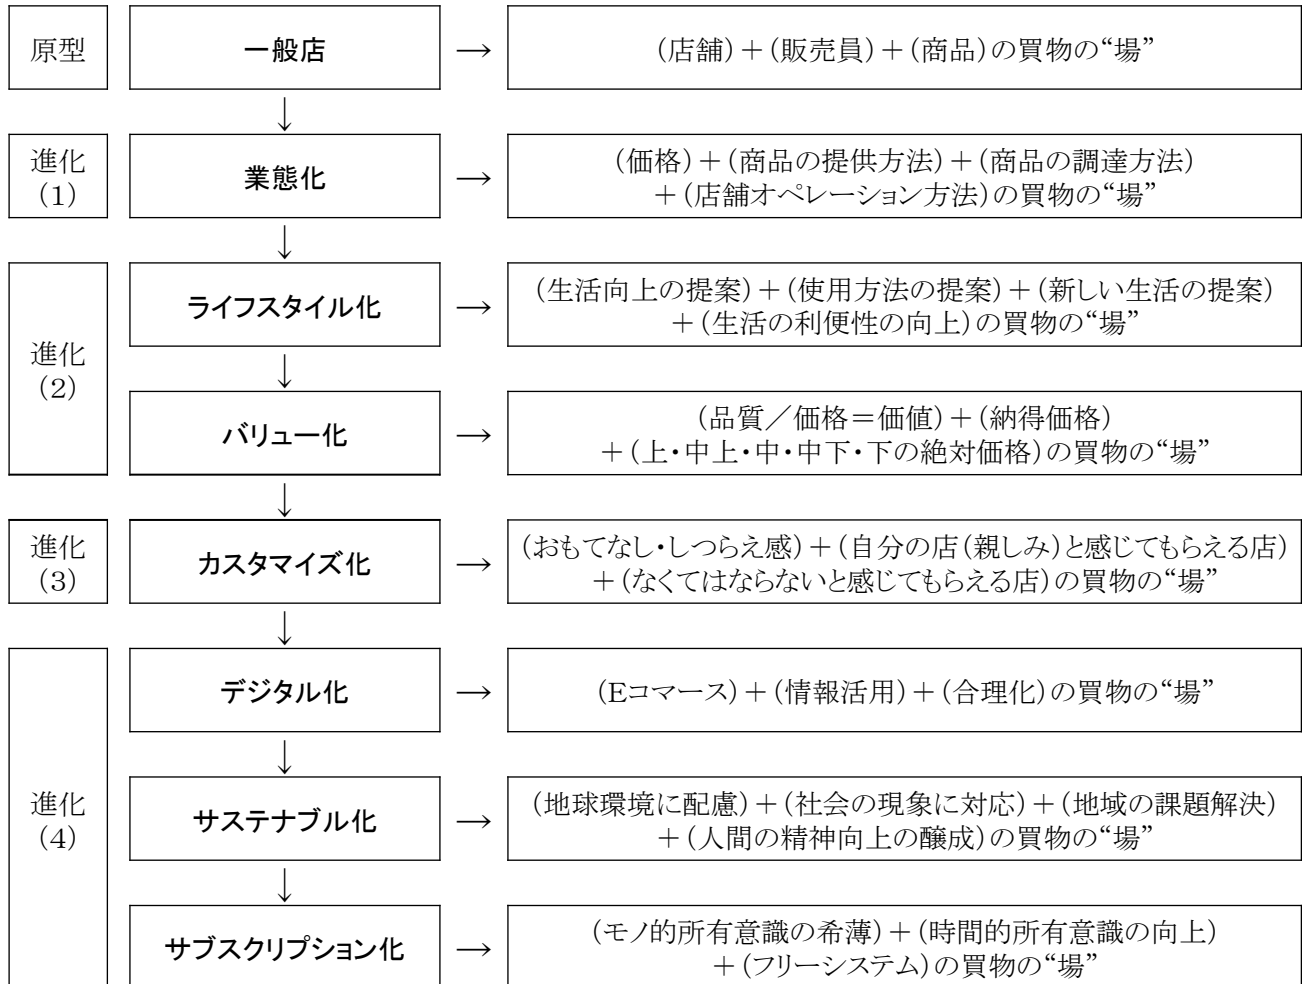 原型
一般店
→
(店舗)＋(販売員)＋(商品)の買物の“場”
↓
進化
(1)
業態化
→
(価格)＋(商品の提供方法)＋(商品の調達方法)
＋(店舗オペレーション方法)の買物の“場”
↓
進化
(2)
ライフスタイル化
→
(生活向上の提案)＋(使用方法の提案)＋(新しい生活の提案)
＋(生活の利便性の向上)の買物の“場”
↓
バリュー化
→
(品質／価格＝価値)＋(納得価格)
＋(上・中上・中・中下・下の絶対価格)の買物の“場”
↓
進化
(3)
カスタマイズ化
→
(おもてなし・しつらえ感)＋(自分の店(親しみ)と感じてもらえる店)
＋(なくてはならないと感じてもらえる店)の買物の“場”
↓
進化
(4)
デジタル化
→
(Eコマース)＋(情報活用)＋(合理化)の買物の“場”
↓
サステナブル化
→
(地球環境に配慮)＋(社会の現象に対応)＋(地域の課題解決)
＋(人間の精神向上の醸成)の買物の“場”
↓
サブスクリプション化
→
(モノ的所有意識の希薄)＋(時間的所有意識の向上)
＋(フリーシステム)の買物の“場”